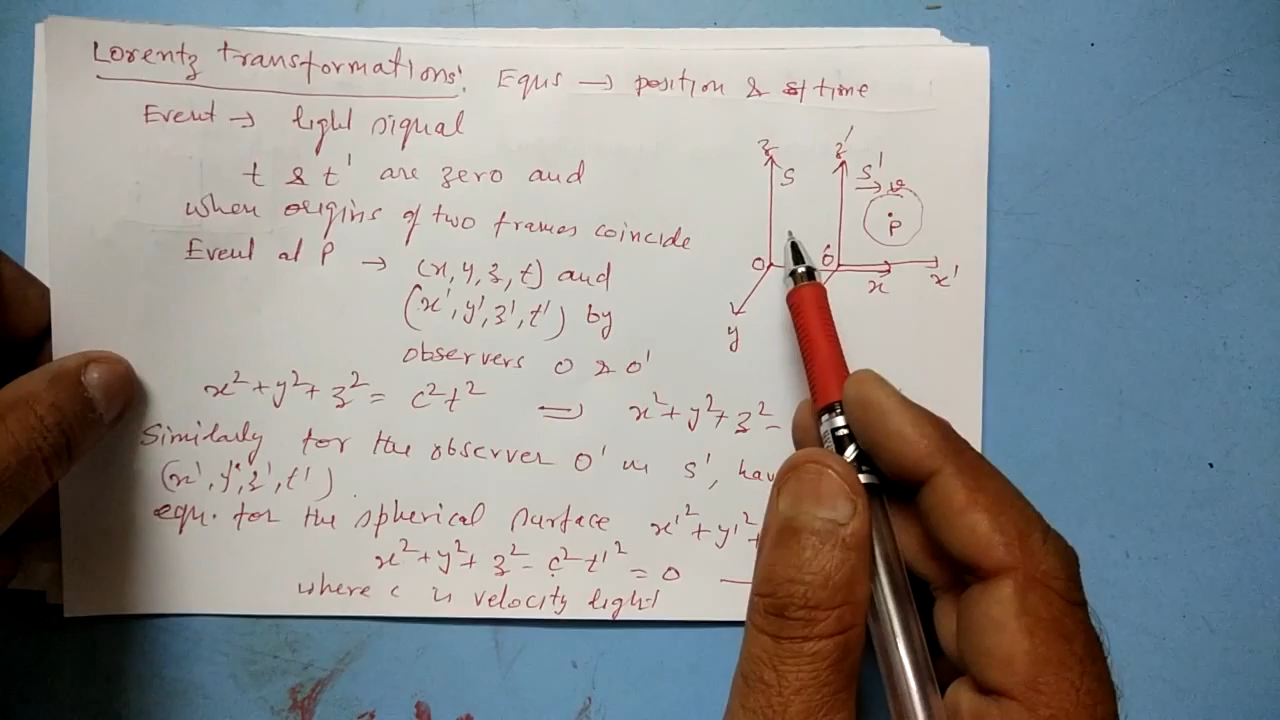 Lorentz transformations: Equs → position & time
Event → light signal
t & t' are zero and
when origins of two frames coincide
Event at P → (x, y, z, t) and
(x', y', z', t') by
observers O & O'
x² + y² + z² = c²t² ⇒ x² + y² + z² –
Similarly for the observer O' in S', hav
(x', y', z', t').
equ. for the spherical surface x'² + y'² +
x² + y² + z² – c²t'² = 0 —
where c is velocity light
z z'
S S' → v
P
O
x x'
y